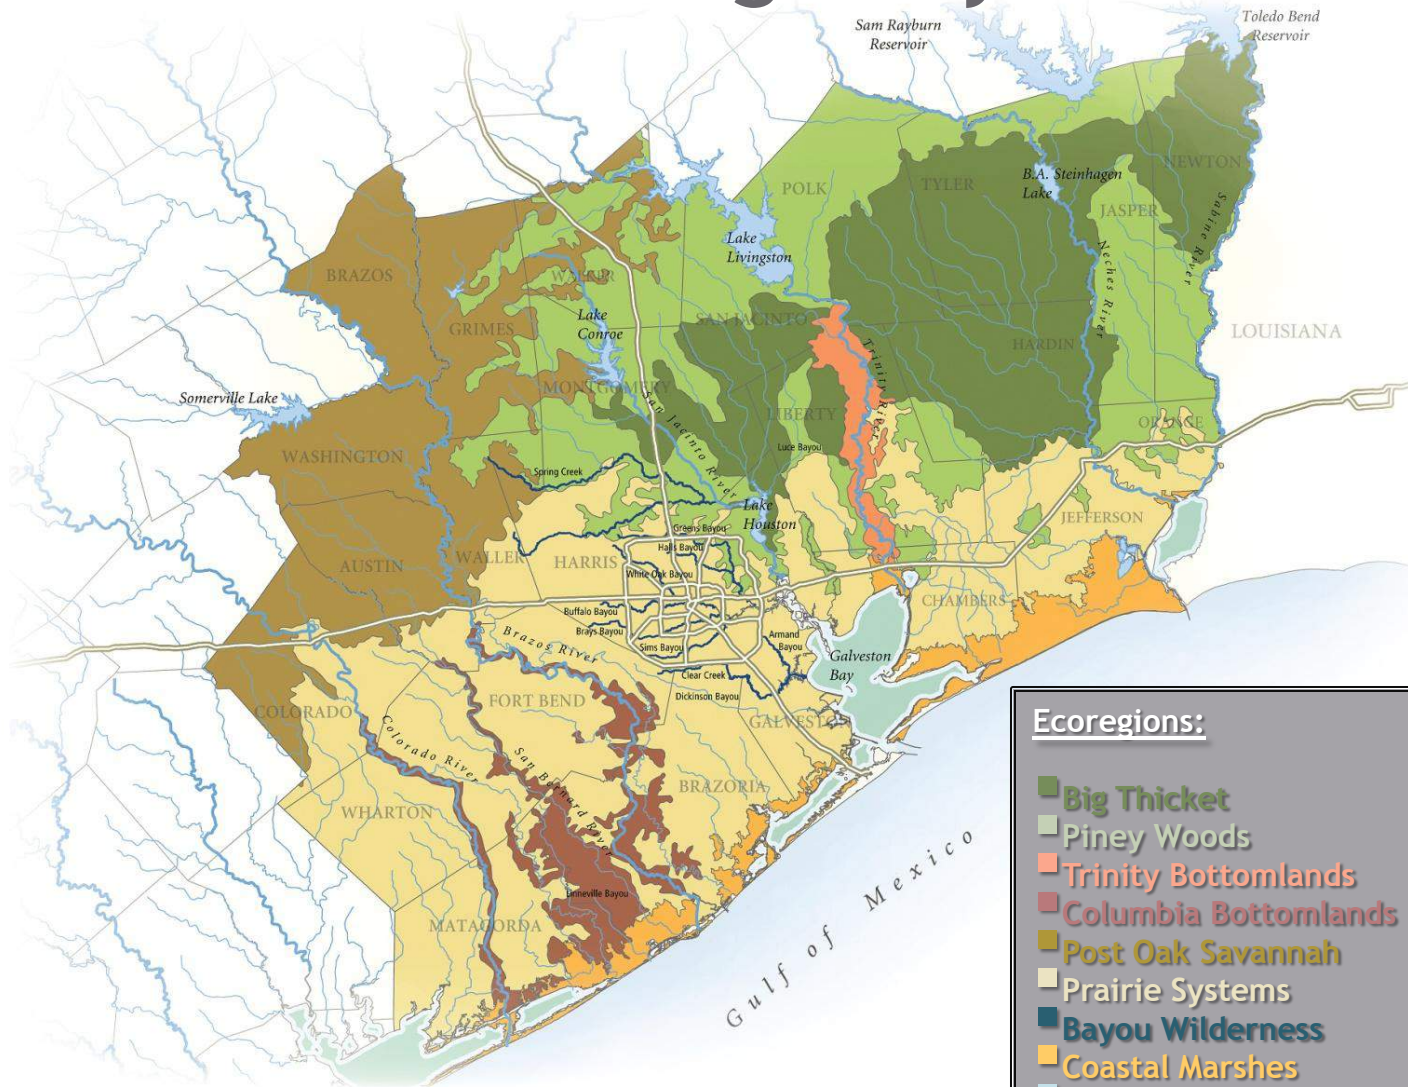 Sam Rayburn
Reservoir
Toledo Bend
Reservoir
NEWTON
B.A. Steinhagen
Lake
TYLER
POLK
JASPER
Sabine River
Lake
Livingston
Neches River
BRAZOS
WALKER
GRIMES
Lake
Conroe
SAN JACINTO
Trinity River
HARDIN
LOUISIANA
Somerville Lake
MONTGOMERY
San Jacinto River
LIBERTY
ORANGE
Luce Bayou
WASHINGTON
Spring Creek
Lake
Houston
JEFFERSON
Greens Bayou
Halls Bayou
WALLER
HARRIS
AUSTIN
White Oak Bayou
CHAMBERS
Buffalo Bayou
Brays Bayou
Armand
Bayou
Sims Bayou
Brazos River
Galveston
Bay
Clear Creek
Dickinson Bayou
FORT BEND
COLORADO
GALVESTON
Colorado River
San Bernard River
BRAZORIA
WHARTON
Linneville Bayou
MATAGORDA
Gulf of Mexico
Ecoregions:
Big Thicket
Piney Woods
Trinity Bottomlands
Columbia Bottomlands
Post Oak Savannah
Prairie Systems
Bayou Wilderness
Coastal Marshes